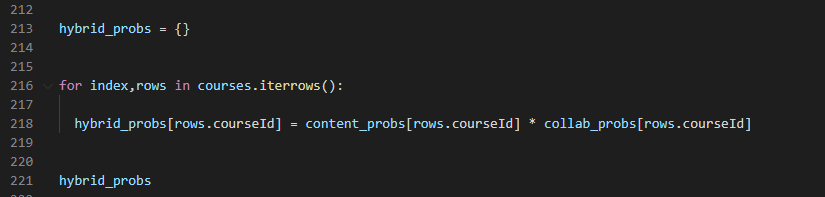 212
213 hybrid_probs = {}
214
215
216 for index,rows in courses.iterrows():
217
218 hybrid_probs[rows.courseId] = content_probs[rows.courseId] * collab_probs[rows.courseId]
219
220
221 hybrid_probs